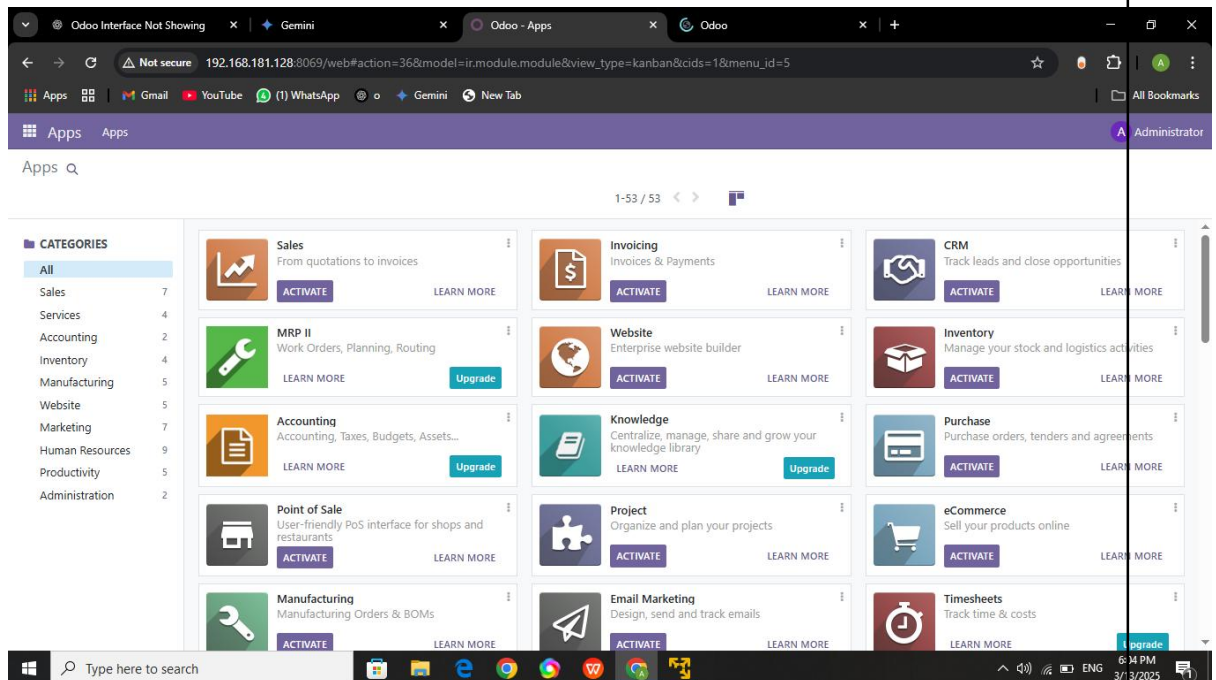 Odoo Interface Not Showing Gemini Odoo - Apps Odoo
Not secure 192.168.181.128:8069/web#action=36&model=ir.module.module&view_type=kanban&cids=1&menu_id=5 A
Apps Gmail YouTube (1) WhatsApp o Gemini New Tab All Bookmarks
Apps Apps A Administrator
Apps
1-53 / 53
CATEGORIES
All
Sales 7
Services 4
Accounting 2
Inventory 4
Manufacturing 5
Website 5
Marketing 7
Human Resources 9
Productivity 5
Administration 2
Sales
From quotations to invoices
ACTIVATE LEARN MORE
Invoicing
Invoices & Payments
ACTIVATE LEARN MORE
CRM
Track leads and close opportunities
ACTIVATE LEARN MORE
MRP II
Work Orders, Planning, Routing
LEARN MORE Upgrade
Website
Enterprise website builder
ACTIVATE LEARN MORE
Inventory
Manage your stock and logistics activities
ACTIVATE LEARN MORE
Accounting
Accounting, Taxes, Budgets, Assets...
LEARN MORE Upgrade
Knowledge
Centralize, manage, share and grow your
knowledge library
LEARN MORE Upgrade
Purchase
Purchase orders, tenders and agreements
ACTIVATE LEARN MORE
Point of Sale
User-friendly PoS interface for shops and
restaurants
ACTIVATE LEARN MORE
Project
Organize and plan your projects
ACTIVATE LEARN MORE
eCommerce
Sell your products online
ACTIVATE LEARN MORE
Manufacturing
Manufacturing Orders & BOMs
ACTIVATE LEARN MORE
Email Marketing
Design, send and track emails
ACTIVATE LEARN MORE
Timesheets
Track time & costs
LEARN MORE Upgrade
Type here to search ENG 6:04 PM
3/13/2025